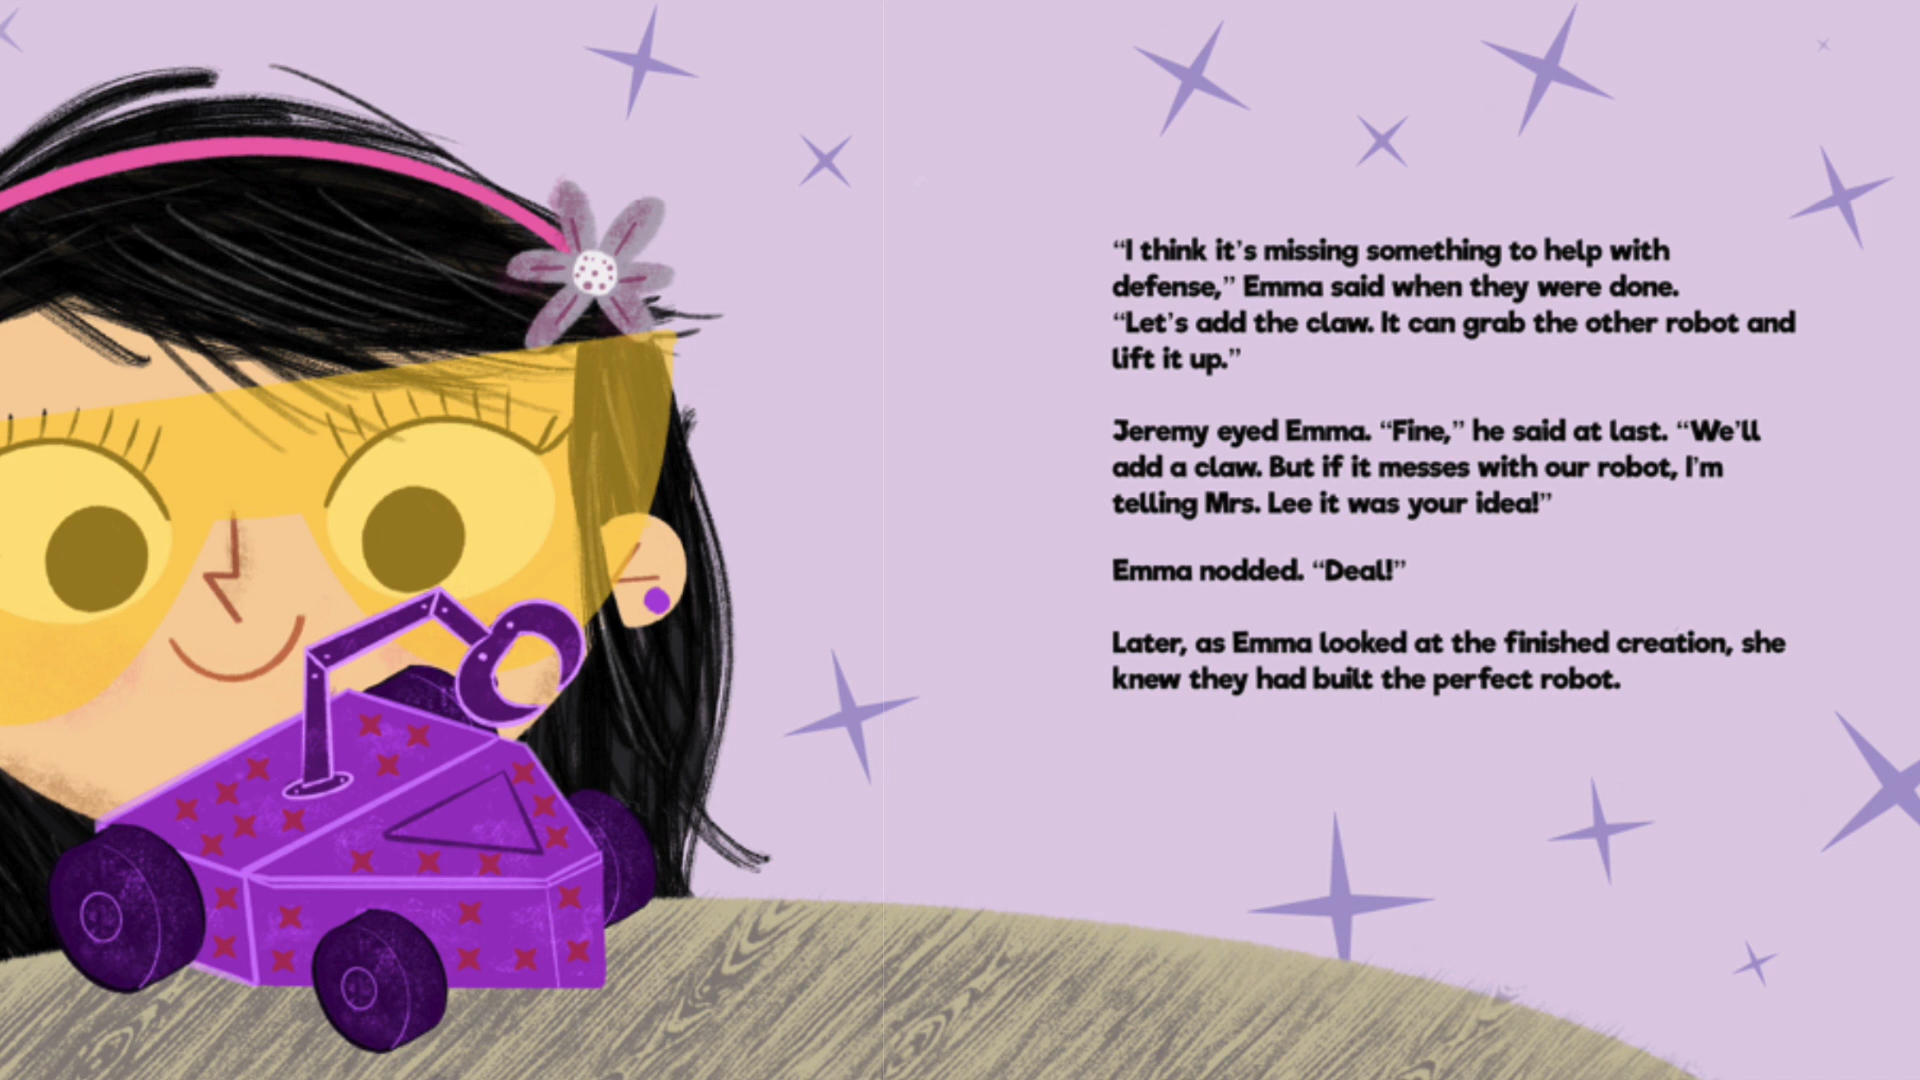 “I think it’s missing something to help with
defense,” Emma said when they were done.
“Let’s add the claw. It can grab the other robot and
lift it up.”
Jeremy eyed Emma. “Fine,” he said at last. “We’ll
add a claw. But if it messes with our robot, I’m
telling Mrs. Lee it was your idea!”
Emma nodded. “Deal!”
Later, as Emma looked at the finished creation, she
knew they had built the perfect robot.